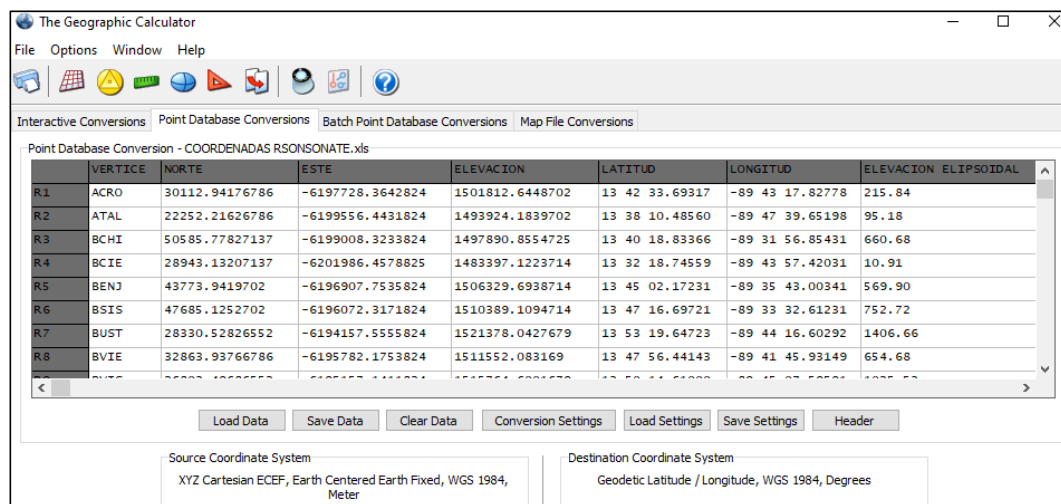 The Geographic Calculator
File Options Window Help
Interactive Conversions Point Database Conversions Batch Point Database Conversions Map File Conversions
Point Database Conversion - COORDENADAS RSONSONATE.xls
VERTICE NORTE ESTE ELEVACION LATITUD LONGITUD ELEVACION ELIPSOIDAL
R1 ACRO 30112.94176786 -6197728.3642824 1501812.6448702 13 42 33.69317 -89 43 17.82778 215.84
R2 ATAL 22252.21626786 -6199556.4431824 1493924.1839702 13 38 10.48560 -89 47 39.65198 95.18
R3 BCHI 50585.77827137 -6199008.3233824 1497890.8554725 13 40 18.83366 -89 31 56.85431 660.68
R4 BCIE 28943.13207137 -6201986.4578825 1483397.1223714 13 32 18.74559 -89 43 57.42031 10.91
R5 BENJ 43773.9419702 -6196907.7535824 1506329.6938714 13 45 02.17231 -89 35 43.00341 569.90
R6 BSIS 47685.1252702 -6196072.3171824 1510389.1094714 13 47 16.69721 -89 33 32.61231 752.72
R7 BUST 28330.52826552 -6194157.5555824 1521378.0427679 13 53 19.64723 -89 44 16.60292 1406.66
R8 BVIE 32863.93766786 -6195782.1753824 1511552.083169 13 47 56.44143 -89 41 45.93149 654.68
Load Data Save Data Clear Data Conversion Settings Load Settings Save Settings Header
Source Coordinate System
XYZ Cartesian ECEF, Earth Centered Earth Fixed, WGS 1984,
Meter
Destination Coordinate System
Geodetic Latitude / Longitude, WGS 1984, Degrees